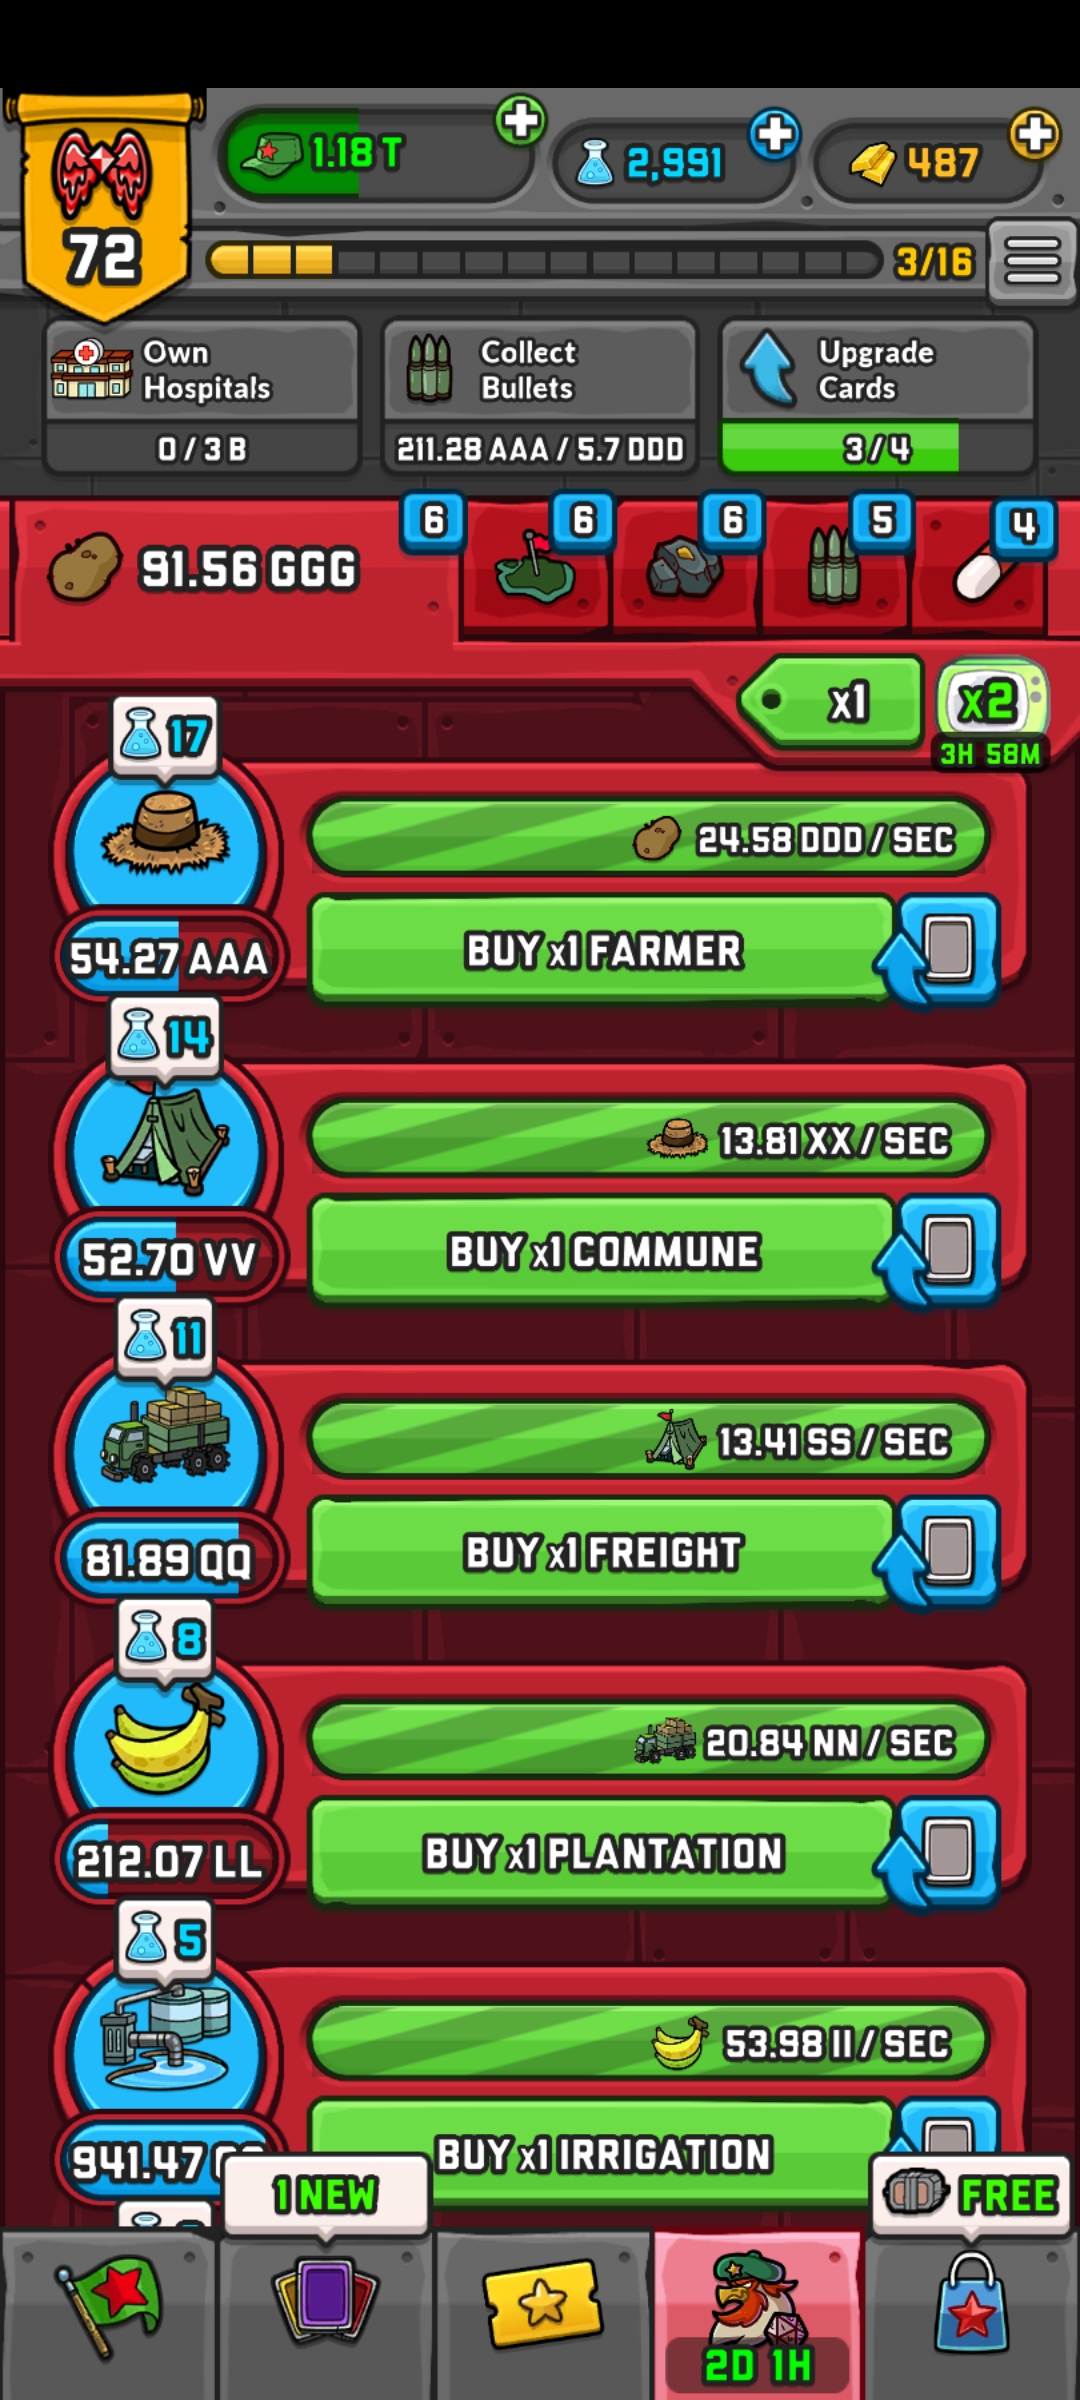 1.18 T
2,991
487
72
3/16
Own
Hospitals
0 / 3 B
Collect
Bullets
211.28 AAA / 5.7 DDD
Upgrade
Cards
3 / 4
91.56 GGG
6
6
6
5
4
x1
x2
3H 58M
17
24.58 DDD / SEC
BUY x1 FARMER
54.27 AAA
14
13.81 XX / SEC
BUY x1 COMMUNE
52.70 VV
11
13.41 SS / SEC
BUY x1 FREIGHT
81.89 QQ
8
20.84 NN / SEC
BUY x1 PLANTATION
212.07 LL
5
53.98 II / SEC
BUY x1 IRRIGATION
941.47
1 NEW
FREE
2D 1H